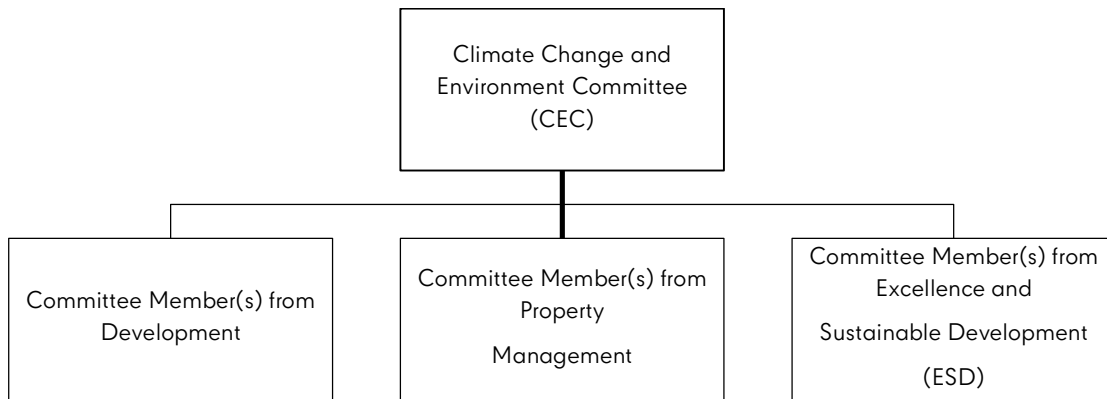 Climate Change and
Environment Committee
(CEC)
Committee Member(s) from
Development
Committee Member(s) from
Property
Management
Committee Member(s) from
Excellence and
Sustainable Development
(ESD)